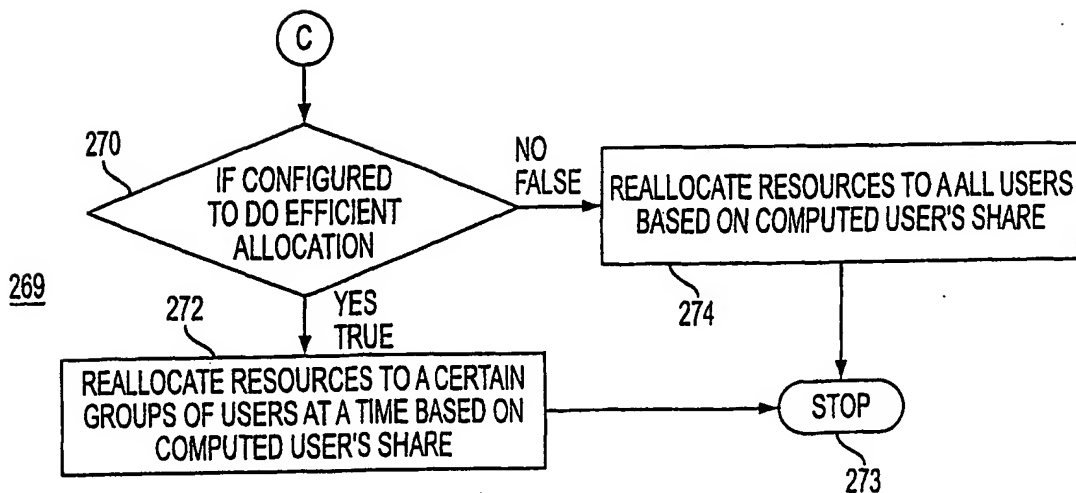 C
270
IF CONFIGURED
TO DO EFFICIENT
ALLOCATION
NO
FALSE
REALLOCATE RESOURCES TO A ALL USERS
BASED ON COMPUTED USER'S SHARE
274
269
272
YES
TRUE
REALLOCATE RESOURCES TO A CERTAIN
GROUPS OF USERS AT A TIME BASED ON
COMPUTED USER'S SHARE
STOP
273